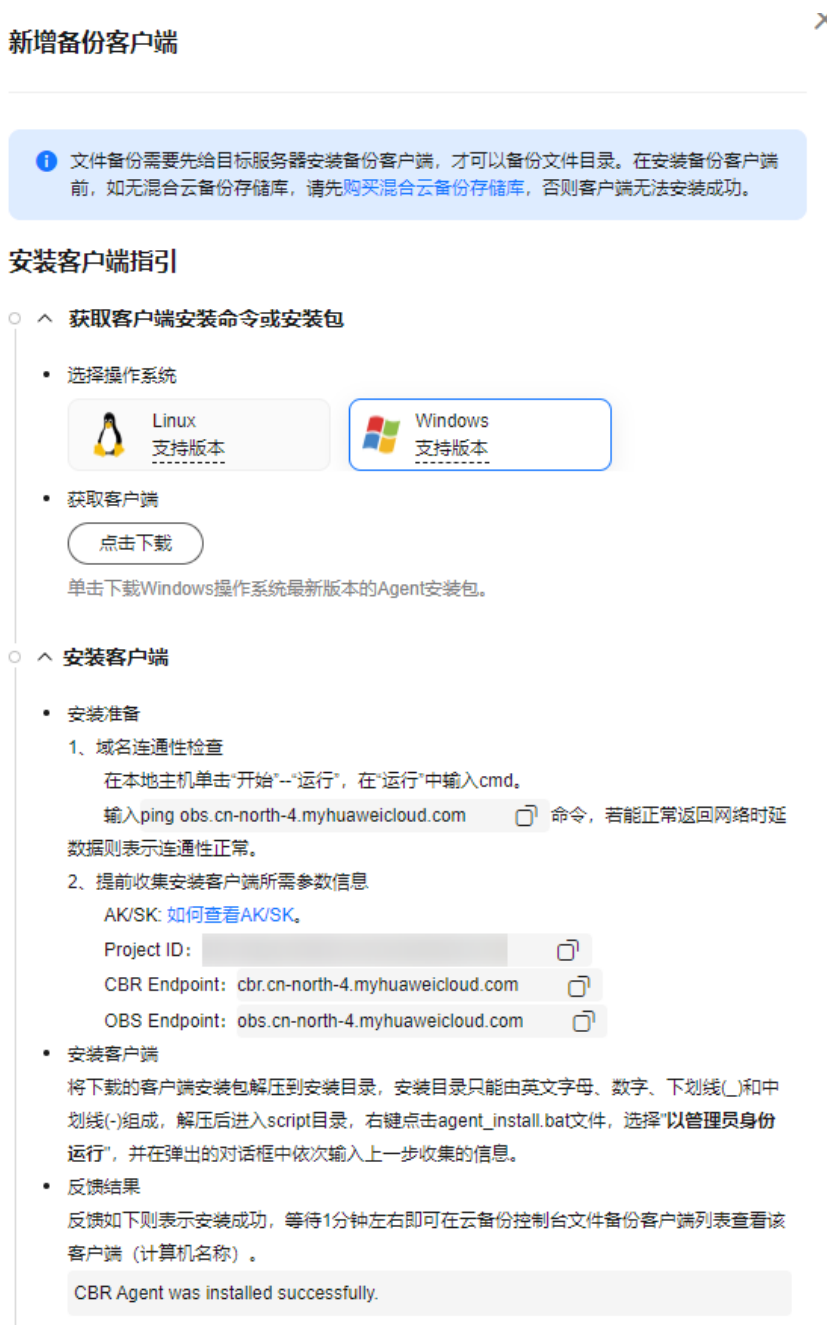 新增备份客户端
文件备份需要先给目标服务器安装备份客户端，才可以备份文件目录。在安装备份客户端
前，如无混合云备份存储库，请先购买混合云备份存储库，否则客户端无法安装成功。
安装客户端指引
获取客户端安装命令或安装包
• 选择操作系统
Linux
支持版本
Windows
支持版本
• 获取客户端
点击下载
单击下载Windows操作系统最新版本的Agent安装包。
安装客户端
• 安装准备
1、域名连通性检查
在本地主机单击“开始”--“运行”，在“运行”中输入cmd。
输入ping obs.cn-north-4.myhuaweicloud.com 命令，若能正常返回网络时延
数据则表示连通性正常。
2、提前收集安装客户端所需参数信息
AK/SK: 如何查看AK/SK。
Project ID：
CBR Endpoint：cbr.cn-north-4.myhuaweicloud.com
OBS Endpoint：obs.cn-north-4.myhuaweicloud.com
• 安装客户端
将下载的客户端安装包解压到安装目录，安装目录只能由英文字母、数字、下划线(_)和中
划线(-)组成，解压后进入script目录，右键点击agent_install.bat文件，选择"以管理员身份
运行"，并在弹出的对话框中依次输入上一步收集的信息。
• 反馈结果
反馈如下则表示安装成功，等待1分钟左右即可在云备份控制台文件备份客户端列表查看该
客户端（计算机名称）。
CBR Agent was installed successfully.